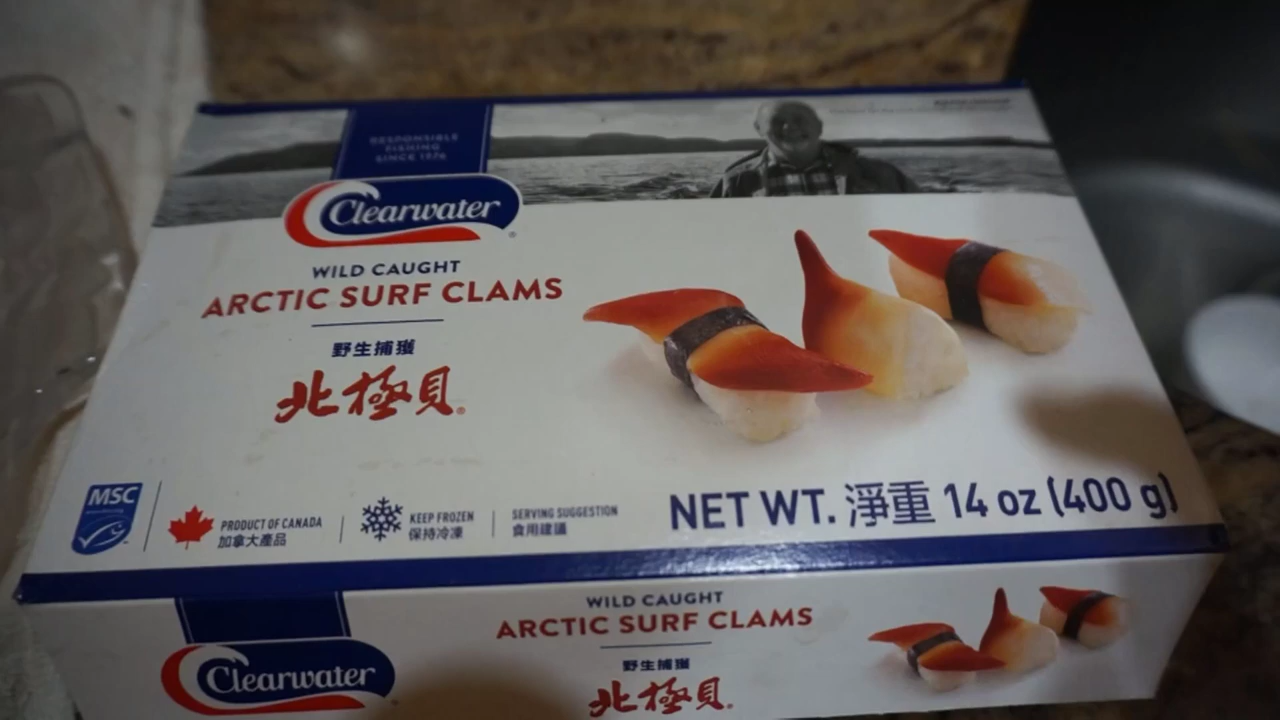 RESPONSIBLE
FISHING
SINCE 1976
Clearwater
WILD CAUGHT
ARCTIC SURF CLAMS
野生捕獲
北極貝®
MSC
PRODUCT OF CANADA
加拿大產品
KEEP FROZEN
保持冷凍
SERVING SUGGESTION
食用建議
NET WT. 淨重 14 oz (400 g)
Clearwater
WILD CAUGHT
ARCTIC SURF CLAMS
野生捕獲
北極貝®